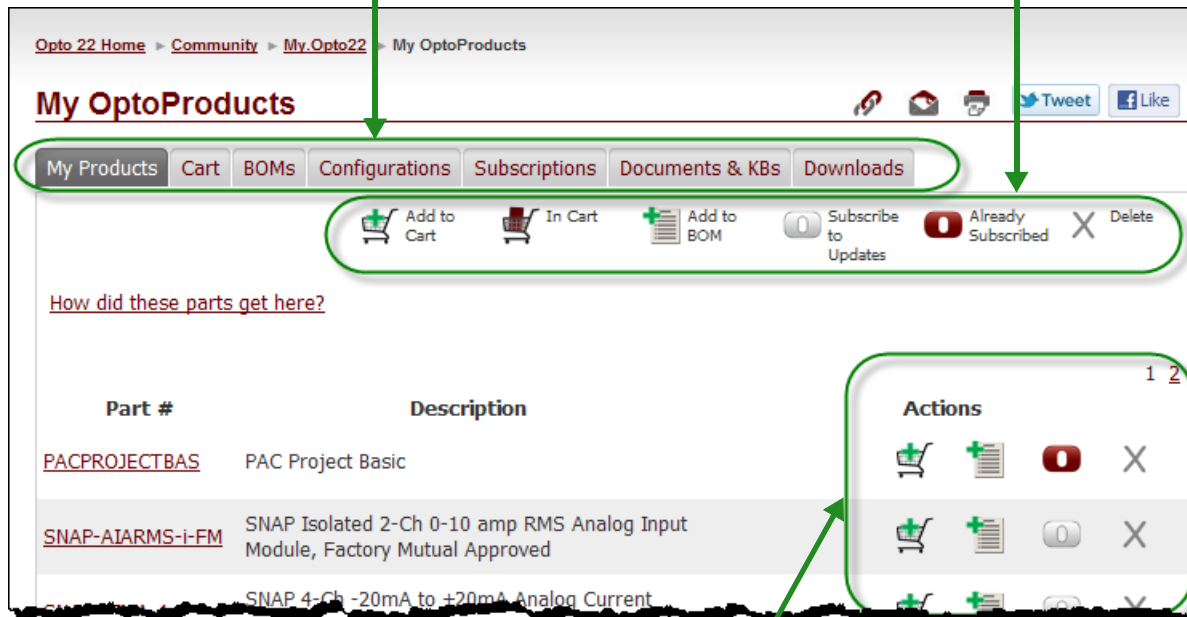 Opto 22 Home ► Community ► My.Opto22 ► My OptoProducts
My OptoProducts
Tweet
Like
My Products Cart BOMs Configurations Subscriptions Documents & KBs Downloads
Add to
Cart
In Cart
Add to
BOM
Subscribe
to
Updates
Already
Subscribed
Delete
How did these parts get here?
1 2
Part # Description Actions
PACPROJECTBAS PAC Project Basic
SNAP-AIARMS-i-FM SNAP Isolated 2-Ch 0-10 amp RMS Analog Input
Module, Factory Mutual Approved
SNAP 4-Ch -20mA to +20mA Analog Current